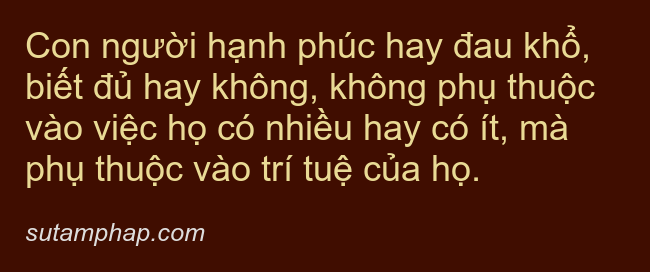 Con người hạnh phúc hay đau khổ,
biết đủ hay không, không phụ thuộc
vào việc họ có nhiều hay có ít, mà
phụ thuộc vào trí tuệ của họ.
sutamphap.com